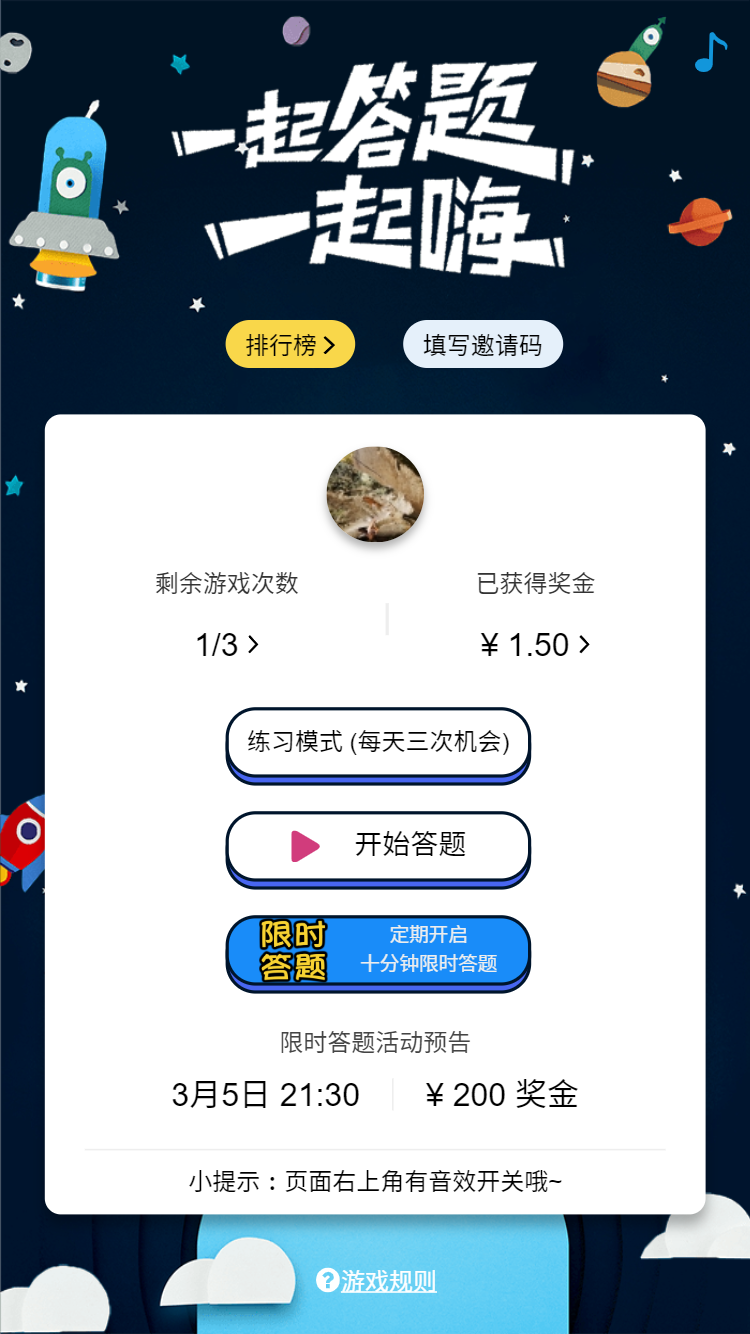 一起答题
一起嗨
排行榜
填写邀请码
剩余游戏次数
已获得奖金
1/3
¥ 1.50
练习模式 (每天三次机会)
开始答题
限时
答题
定期开启
十分钟限时答题
限时答题活动预告
3月5日 21:30
¥ 200 奖金
小提示：页面右上角有音效开关哦~
?游戏规则